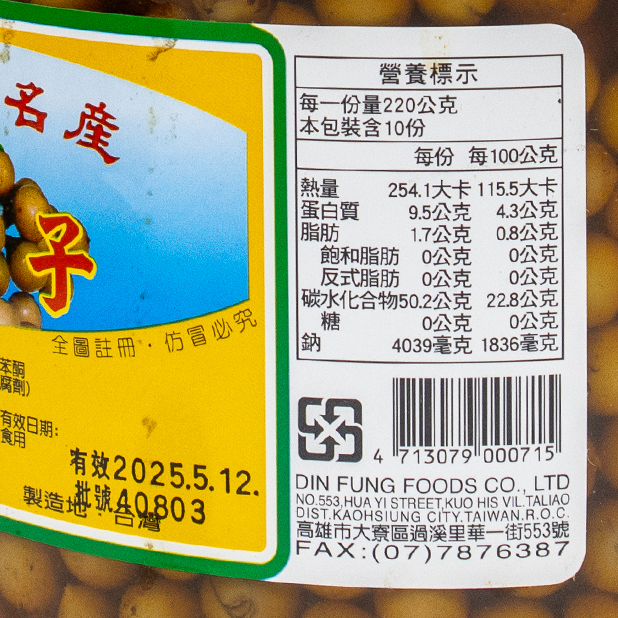 名產
子
全圖註冊·仿冒必究
苯酮
腐劑)
有效日期:
食用
有效2025.5.12.
批號40803
製造地:台灣
營養標示
每一份量220公克
本包裝含10份
每份 每100公克
熱量 254.1大卡 115.5大卡
蛋白質 9.5公克 4.3公克
脂肪 1.7公克 0.8公克
飽和脂肪 0公克 0公克
反式脂肪 0公克 0公克
碳水化合物50.2公克 22.8公克
糖 0公克 0公克
鈉 4039毫克 1836毫克
4 713079 000715
DIN FUNG FOODS CO., LTD
NO.553,HUA YI STREET,KUO HIS VIL.TALIAO
DIST.KAOHSIUNG CITY.TAIWAN.R.O.C.
高雄市大寮區過溪里華一街553號
FAX:(07)7876387